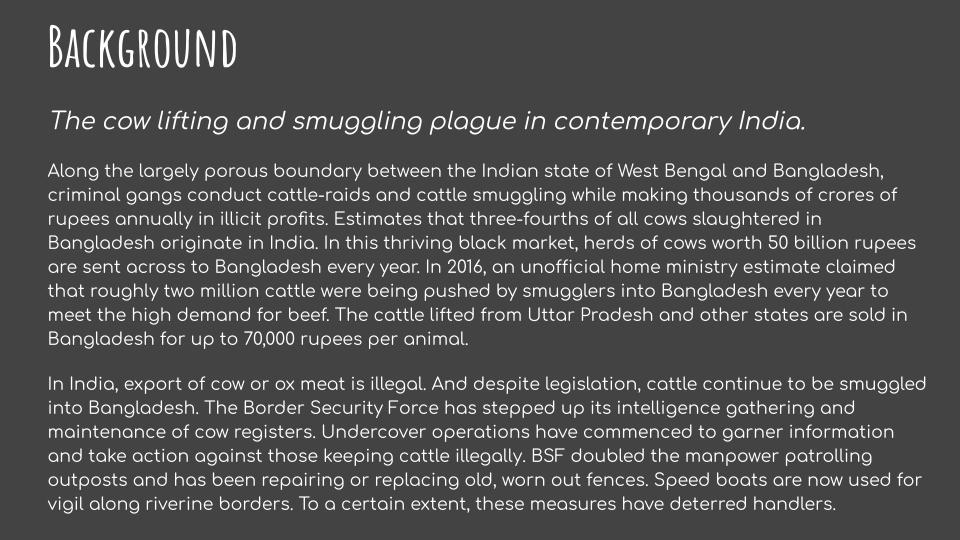 Background
The cow lifting and smuggling plague in contemporary India.
Along the largely porous boundary between the Indian state of West Bengal and Bangladesh,
criminal gangs conduct cattle-raids and cattle smuggling while making thousands of crores of
rupees annually in illicit profits. Estimates that three-fourths of all cows slaughtered in
Bangladesh originate in India. In this thriving black market, herds of cows worth 50 billion rupees
are sent across to Bangladesh every year. In 2016, an unofficial home ministry estimate claimed
that roughly two million cattle were being pushed by smugglers into Bangladesh every year to
meet the high demand for beef. The cattle lifted from Uttar Pradesh and other states are sold in
Bangladesh for up to 70,000 rupees per animal.
In India, export of cow or ox meat is illegal. And despite legislation, cattle continue to be smuggled
into Bangladesh. The Border Security Force has stepped up its intelligence gathering and
maintenance of cow registers. Undercover operations have commenced to garner information
and take action against those keeping cattle illegally. BSF doubled the manpower patrolling
outposts and has been repairing or replacing old, worn out fences. Speed boats are now used for
vigil along riverine borders. To a certain extent, these measures have deterred handlers.